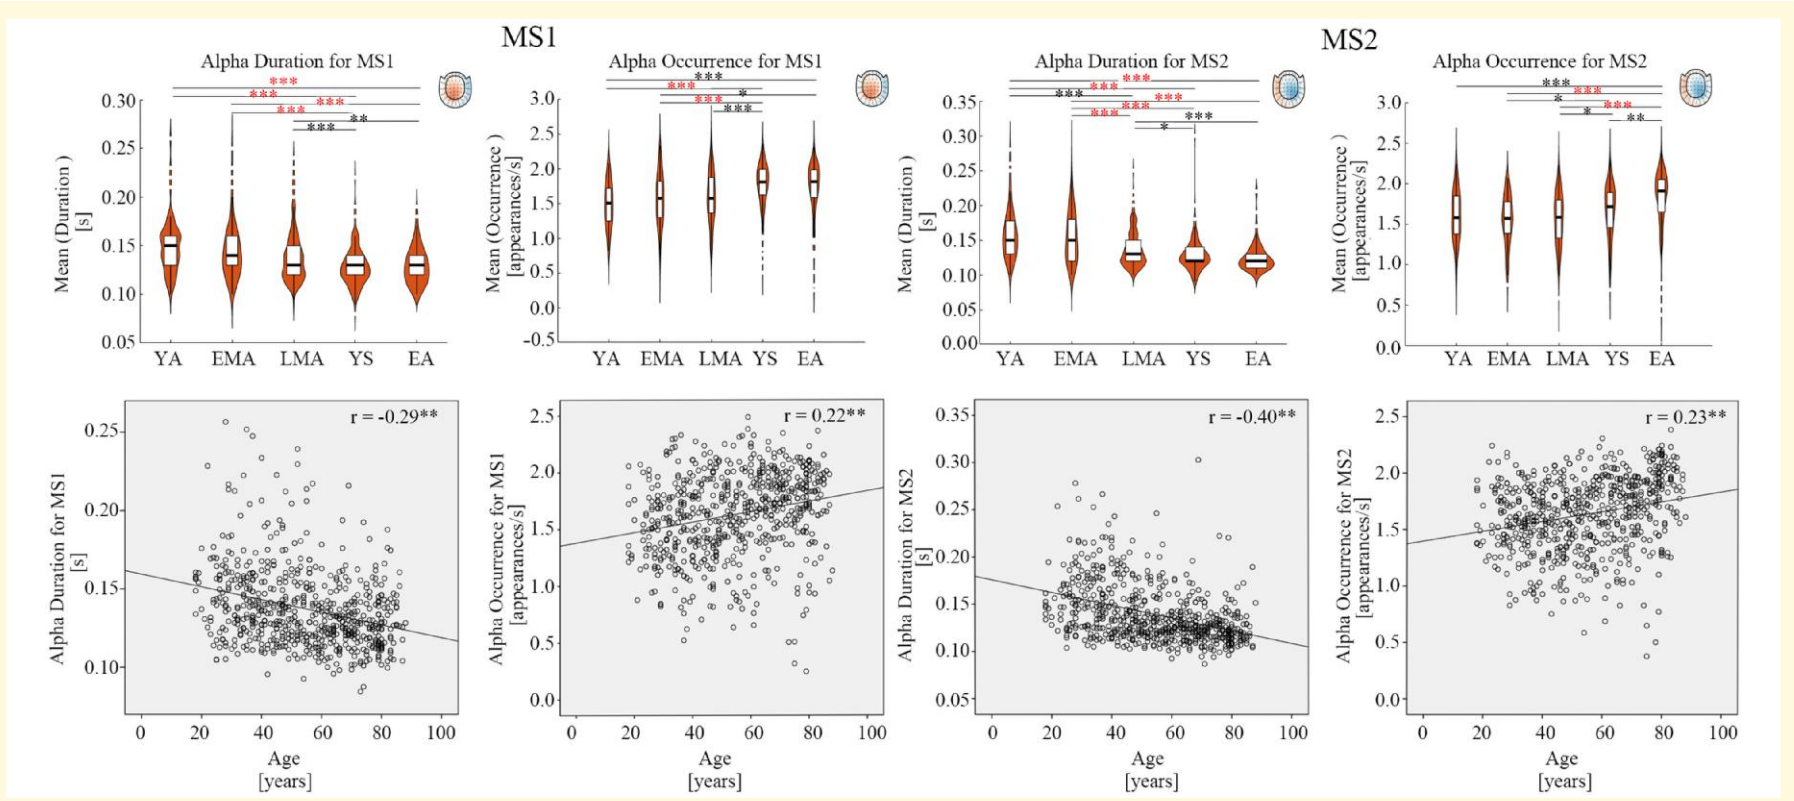 MS1
MS2
Alpha Duration for MS1
Alpha Occurrence for MS1
Alpha Duration for MS2
Alpha Occurrence for MS2
***
***
***
***
**
***
0.30
0.25
0.20
0.15
0.10
0.05
Mean (Duration )
[s]
YA EMA LMA YS EA
***
***
*
***
***
3.0
2.5
2.0
1.5
1.0
0.5
0.0
-0.5
Mean (Occurrence )
[appearances/s]
YA EMA LMA YS EA
***
***
***
***
***
***
***
*
0.35
0.30
0.25
0.20
0.15
0.10
0.05
0.00
Mean (Duration )
[s]
YA EMA LMA YS EA
***
***
*
***
*
**
3.0
2.5
2.0
1.5
1.0
0.5
0.0
Mean (Occurrence )
[appearances/s]
YA EMA LMA YS EA
r = -0.29**
0.25
0.20
0.15
0.10
Alpha Duration for MS1
[s]
0 20 40 60 80 100
Age
[years]
r = 0.22**
2.5
2.0
1.5
1.0
0.5
0.0
Alpha Occurrence for MS1
[appearances/s]
0 20 40 60 80 100
Age
[years]
r = -0.40**
0.35
0.30
0.25
0.20
0.15
0.10
0.05
Alpha Duration for MS2
[s]
0 20 40 60 80 100
Age
[years]
r = 0.23**
2.5
2.0
1.5
1.0
0.5
0.0
Alpha Occurrence for MS2
[appearances/s]
0 20 40 60 80 100
Age
[years]